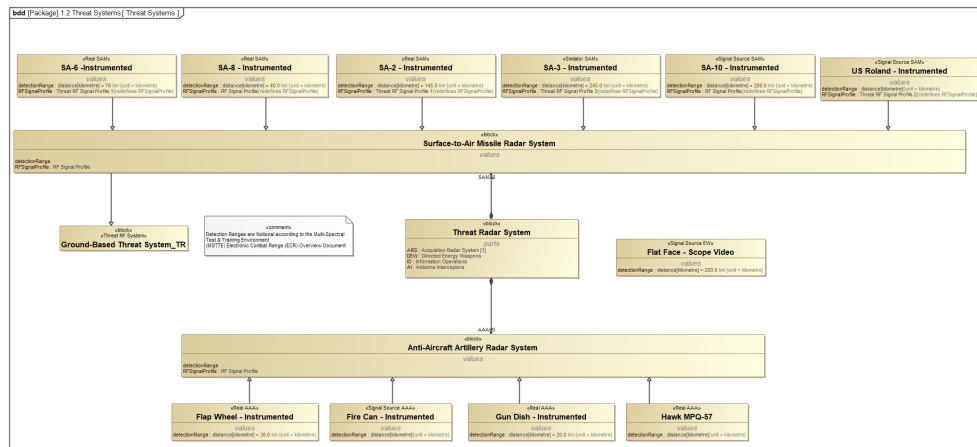 bdd [Package] 1.2 Threat Systems [ Threat Systems ]
«Real SAM»
SA-6 -Instrumented
values
detectionRange : distance[kilometre] = 76 km {unit = kilometre}
RFSignalProfile : Threat RF Signal Profile 1{redefines RFSignalProfile}
«Real SAM»
SA-8 - Instrumented
values
detectionRange : distance[kilometre] = 40.0 {unit = kilometre}
RFSignalProfile : RF Signal Profile{redefines RFSignalProfile}
«Real SAM»
SA-2 - Instrumented
values
detectionRange : distance[kilometre] = 145.0 {unit = kilometre}
RFSignalProfile : Threat RF Signal Profile 1{redefines RFSignalProfile}
«Simlator SAM»
SA-3 - Instrumented
values
detectionRange : distance[kilometre] = 245.0 {unit = kilometre}
RFSignalProfile : Threat RF Signal Profile 3{redefines RFSignalProfile}
«Signal Source SAM»
SA-10 - Instrumented
values
detectionRange : distance[kilometre] = 280.0 {unit = kilometre}
RFSignalProfile : RF Signal Profile{redefines RFSignalProfile}
«Signal Source SAM»
US Roland - Instrumented
values
detectionRange : distance[kilometre]{unit = kilometre}
RFSignalProfile : Threat RF Signal Profile 2{redefines RFSignalProfile}
«block»
Surface-to-Air Missile Radar System
values
detectionRange
RFSignalProfile : RF Signal Profile
«block»
«Threat RF System»
Ground-Based Threat System_TR
«comment»
Detection Ranges are Notional according to the Multi-Spectral
Test & Training Environment
(MSTTE) Electronic Combat Range (ECR) Overview Document
«block»
Threat Radar System
parts
ARS : Acquisition Radar System [1]
DEW : Directed Energy Weapons
IO : Information Operations
AI : Airborne Interceptors
«Signal Source EW»
Flat Face - Scope Video
values
detectionRange : distance[kilometre] = 200.0 km {unit = kilometre}
«block»
Anti-Aircraft Artillery Radar System
values
detectionRange
RFSignalProfile : RF Signal Profile
«Real AAA»
Flap Wheel - Instrumented
values
detectionRange : distance[kilometre] = 30.0 {unit = kilometre}
«Signal Source AAA»
Fire Can - Instrumented
values
detectionRange : distance[kilometre]{unit = kilometre}
«Real AAA»
Gun Dish - Instrumented
values
detectionRange : distance[kilometre] = 20.0 {unit = kilometre}
«Real AAA»
Hawk MPQ-57
values
detectionRange : distance[kilometre]{unit = kilometre}